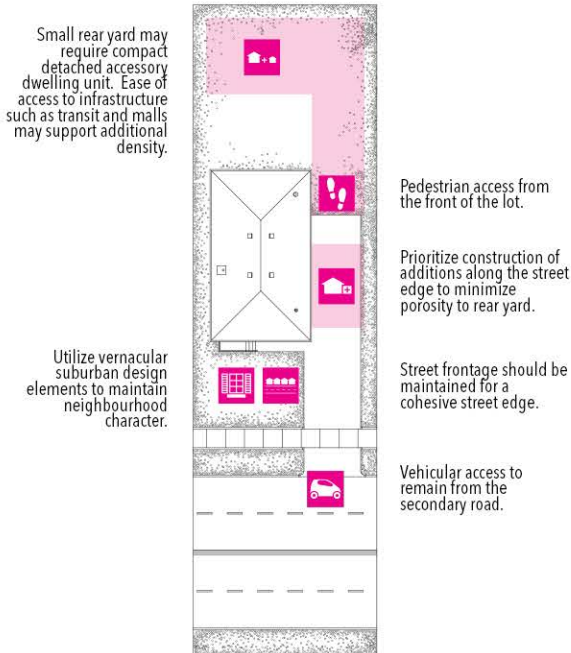 Small rear yard may
require compact
detached accessory
dwelling unit.  Ease of
access to infrastructure
such as transit and malls
may support additional
density.
Pedestrian access from
the front of the lot.
Prioritize construction of
additions along the street
edge to minimize
porosity to rear yard.
Utilize vernacular
suburban design
elements to maintain
neighbourhood
character.
Street frontage should be
maintained for a
cohesive street edge.
Vehicular access to
remain from the
secondary road.